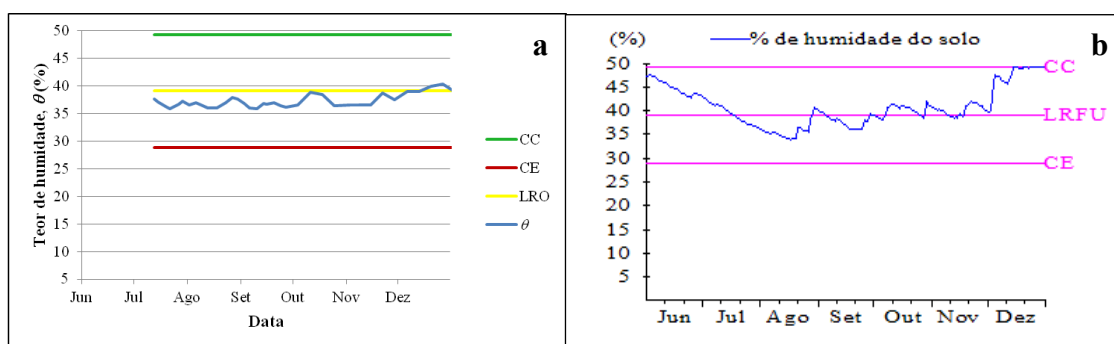 a
50
45
40
35
30
25
20
15
10
5
Teor de humidade, θ (%)
Jun Jul Ago Set Out Nov Dez
Data
CC
CE
LRO
θ
b
(%) % de humidade do solo
50 CC
45
40 LRFU
35
30 CE
25
20
15
10
5
Jun Jul Ago Set Out Nov Dez